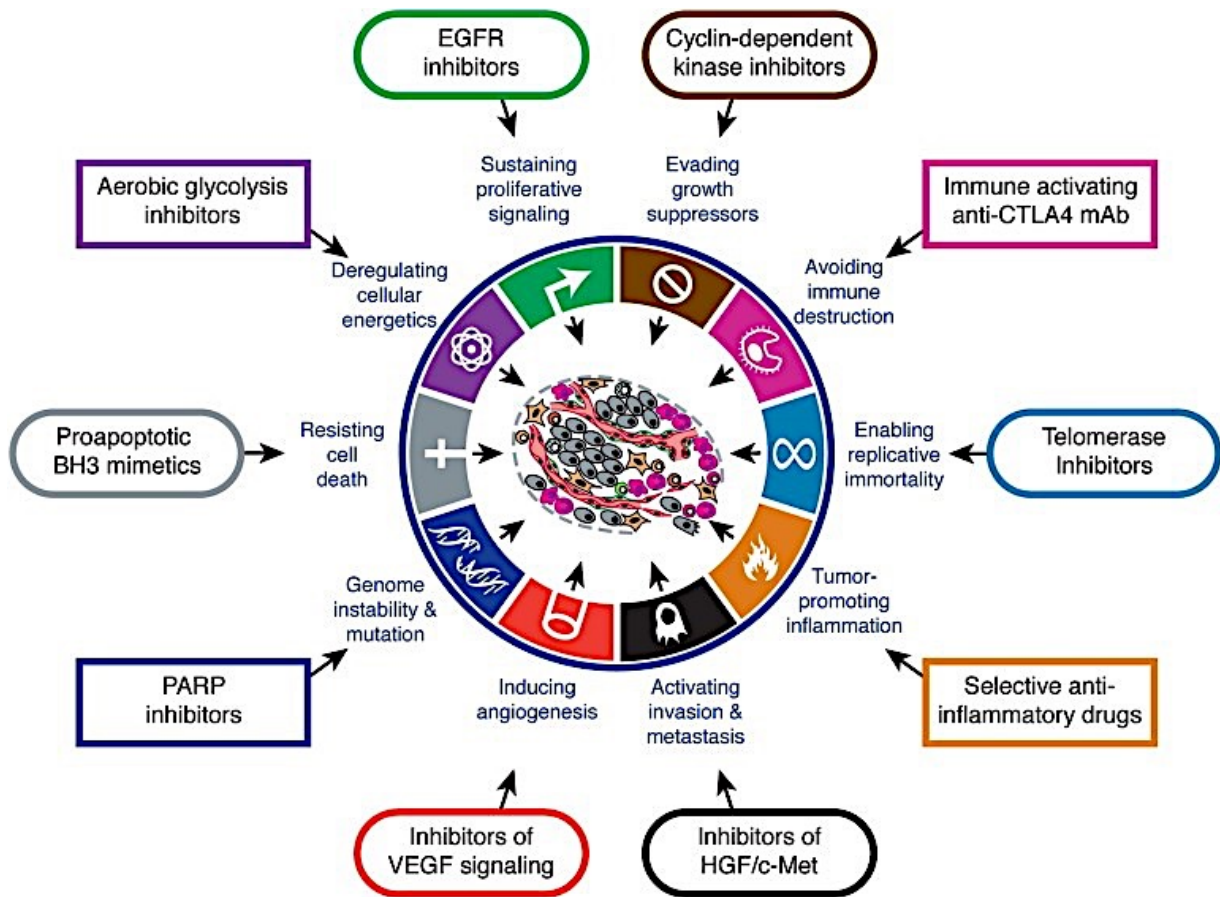 EGFR
inhibitors
Cyclin-dependent
kinase inhibitors
Sustaining
proliferative
signaling
Evading
growth
suppressors
Aerobic glycolysis
inhibitors
Immune activating
anti-CTLA4 mAb
Deregulating
cellular
energetics
Avoiding
immune
destruction
Proapoptotic
BH3 mimetics
Resisting
cell
death
Enabling
replicative
immortality
Telomerase
Inhibitors
Genome
instability &
mutation
Tumor-
promoting
inflammation
PARP
inhibitors
Inducing
angiogenesis
Activating
invasion &
metastasis
Selective anti-
inflammatory drugs
Inhibitors of
VEGF signaling
Inhibitors of
HGF/c-Met